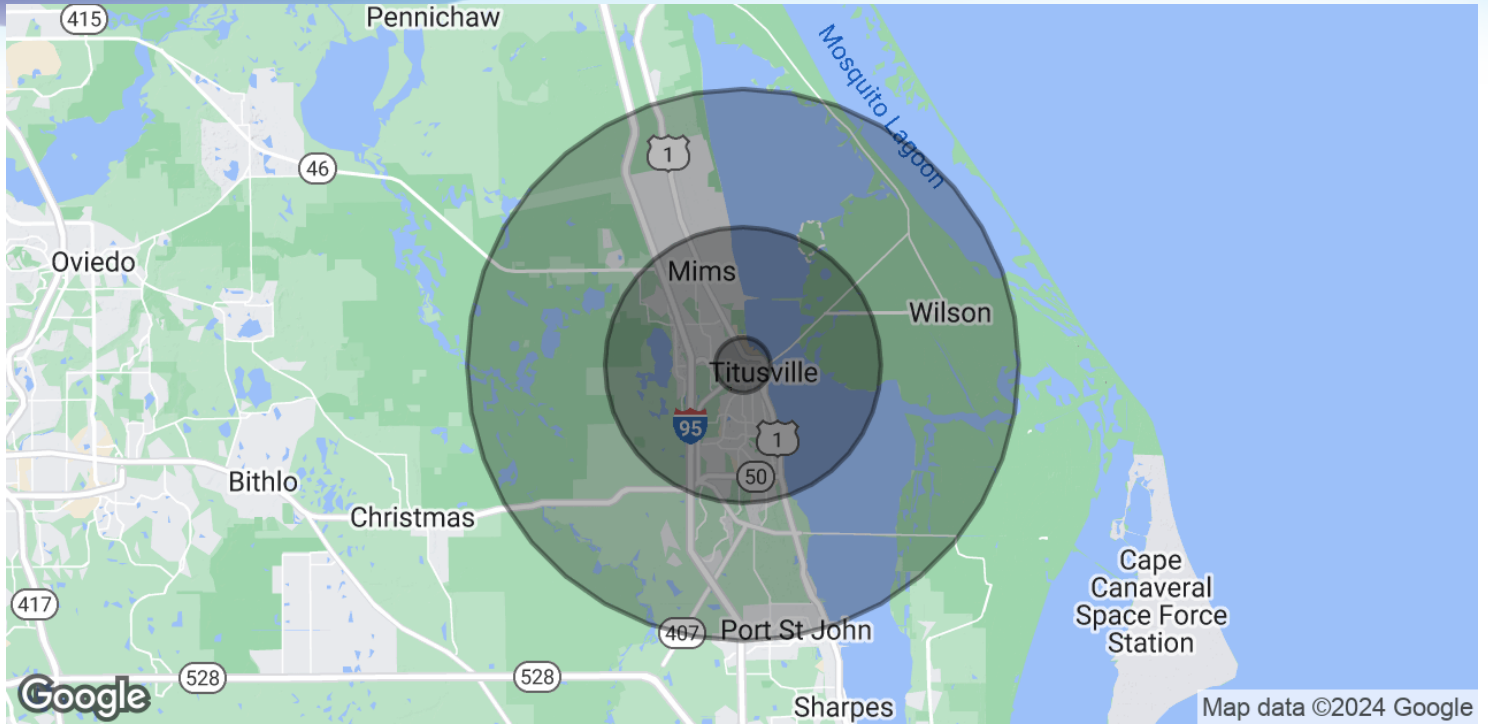 415
Pennichaw
Mosquito Lagoon
1
46
Oviedo
Mims
Wilson
Titusville
95
1
50
Bithlo
Christmas
Cape
Canaveral
Space Force
Station
417
407
Port St John
528
528
Google
Sharpes
Map data ©2024 Google